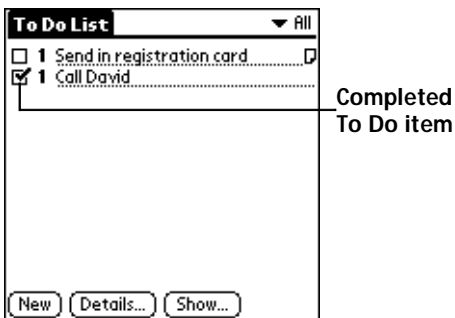 To Do List All
1 Send in registration card
1 Call David
Completed
To Do item
New Details... Show...